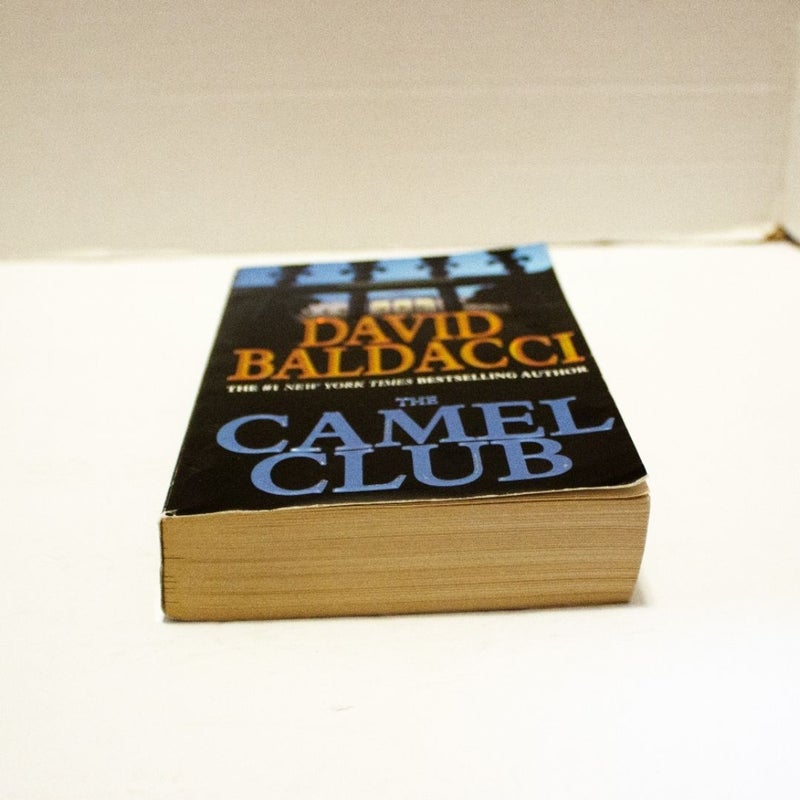 DAVID
BALDACCI
THE #1 NEW YORK TIMES BESTSELLING AUTHOR
THE
CAMEL
CLUB